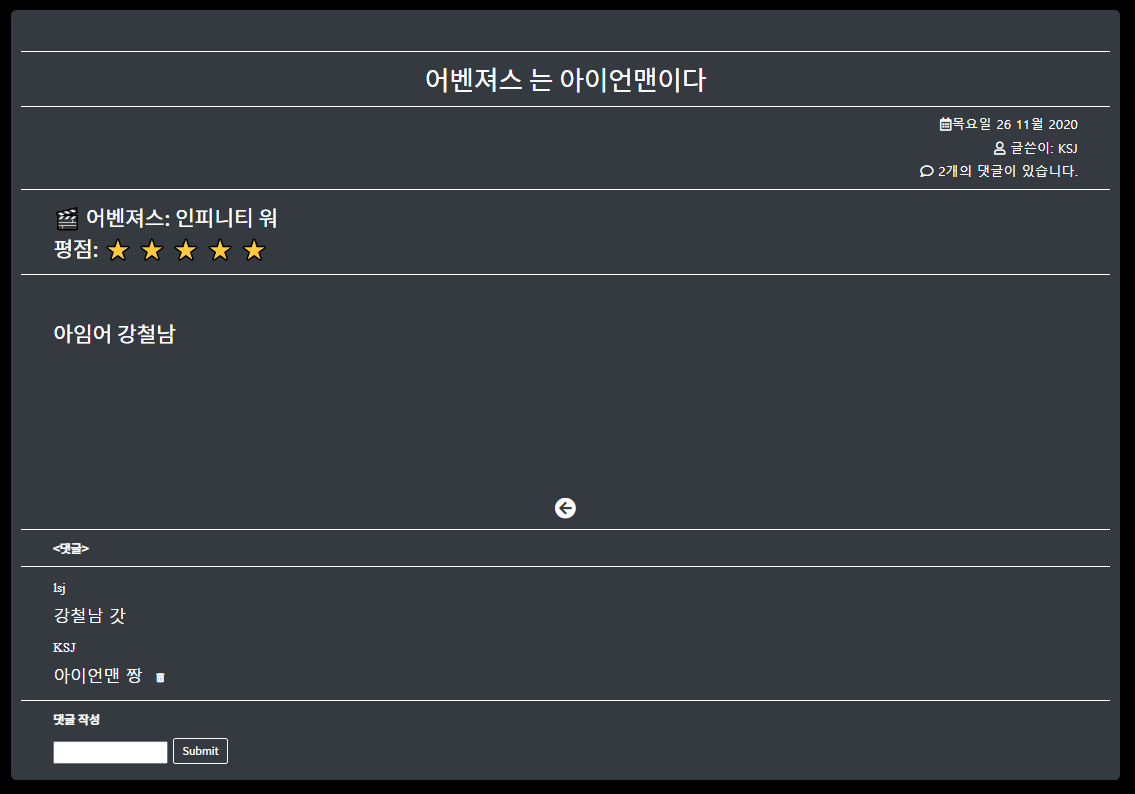 어벤져스 는 아이언맨이다
목요일 26 11월 2020
글쓴이: KSJ
2개의 댓글이 있습니다.
어벤져스: 인피니티 워
평점:
아임어 강철남
<댓글>
lsj
강철남 갓
KSJ
아이언맨 짱
댓글 작성
Submit